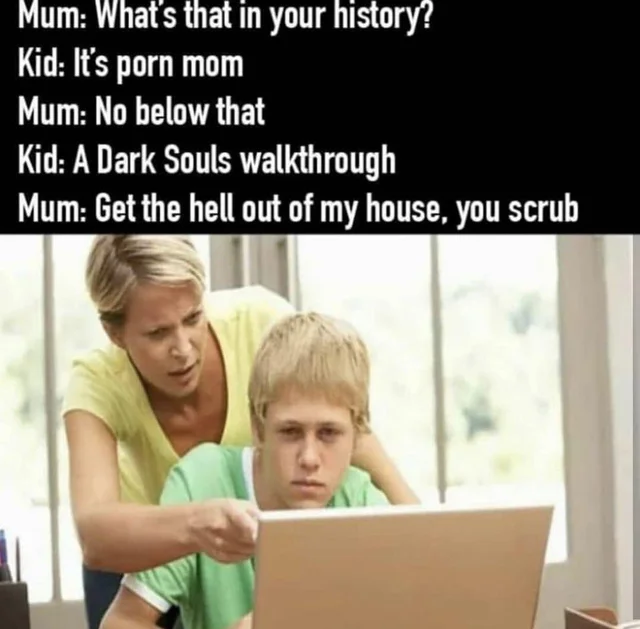 Mum: What's that in your history?
Kid: It's porn mom
Mum: No below that
Kid: A Dark Souls walkthrough
Mum: Get the hell out of my house, you scrub